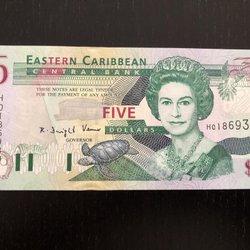 5
EASTERN CARIBBEAN
CENTRAL BANK
THESE NOTES ARE LEGAL TENDER
FOR THE PAYMENT OF ANY AMOUNT
FIVE
DOLLARS
H018693
GOVERNOR
$